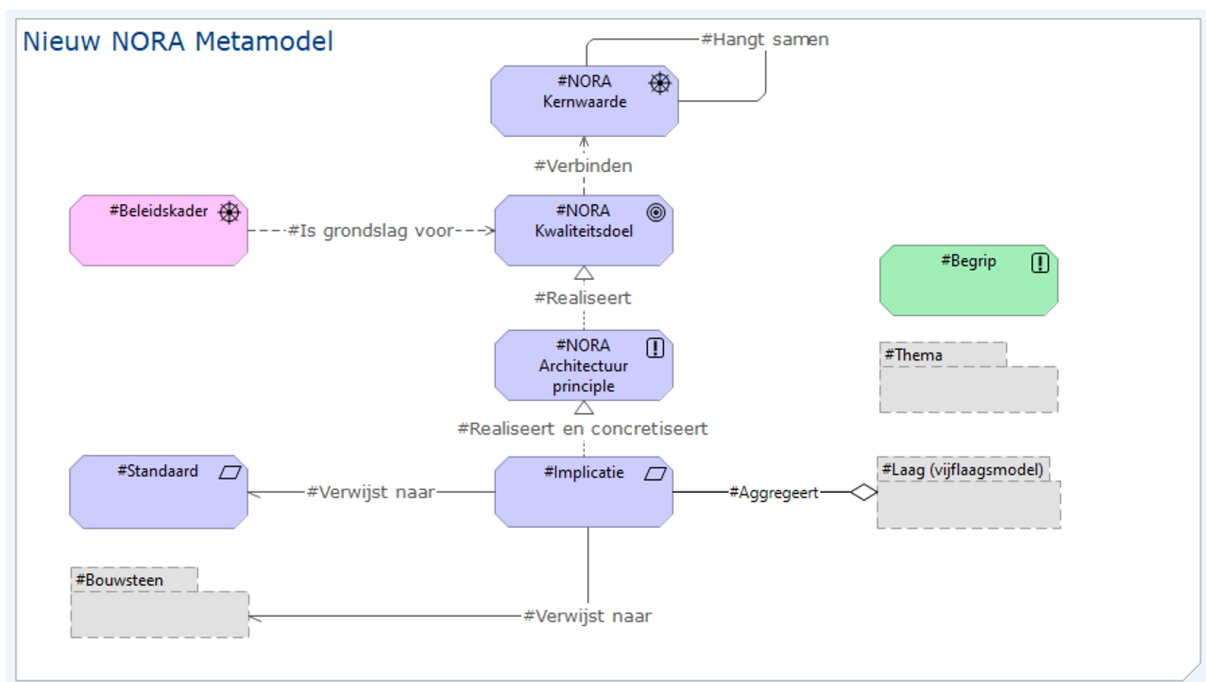 Nieuw NORA Metamodel
#Hangt samen
#NORA
Kernwaarde
#Verbinden
#Beleidskader
#Is grondslag voor
#NORA
Kwaliteitsdoel
#Begrip
#Realiseert
#NORA
Architectuur
principle
#Thema
#Realiseert en concretiseert
#Standaard
#Verwijst naar
#Implicatie
#Aggregeert
#Laag (vijflaagsmodel)
#Bouwsteen
#Verwijst naar